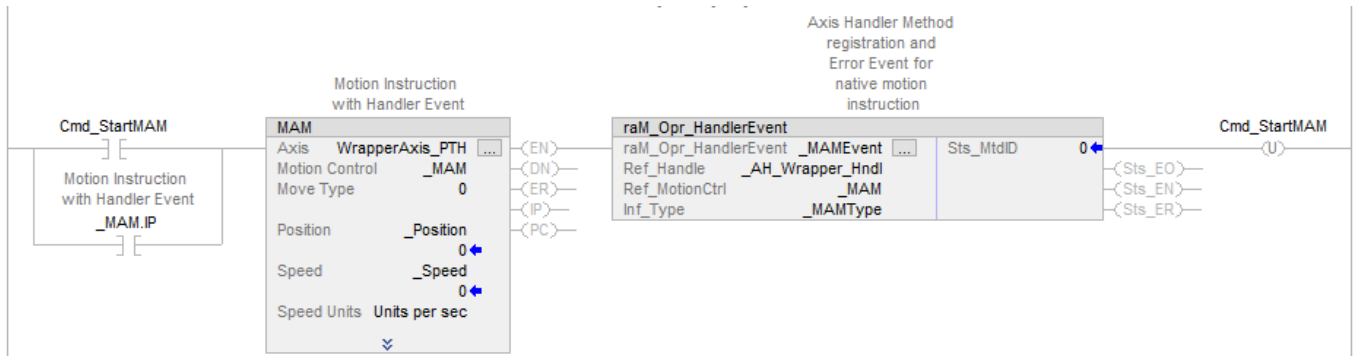 Axis Handler Method
registration and
Error Event for
native motion
instruction
Motion Instruction
with Handler Event
Cmd_StartMAM
MAM
Axis WrapperAxis_PTH ...
Motion Control _MAM
Move Type 0
Position _Position
0
Speed _Speed
0
Speed Units Units per sec
(EN)
(DN)
(ER)
(IP)
(PC)
Motion Instruction
with Handler Event
_MAM.IP
raM_Opr_HandlerEvent
raM_Opr_HandlerEvent _MAMEvent ... Sts_MtdID 0
Ref_Handle _AH_Wrapper_Hndl
Ref_MotionCtrl _MAM
Inf_Type _MAMType
(Sts_EO)
(Sts_EN)
(Sts_ER)
Cmd_StartMAM
(U)